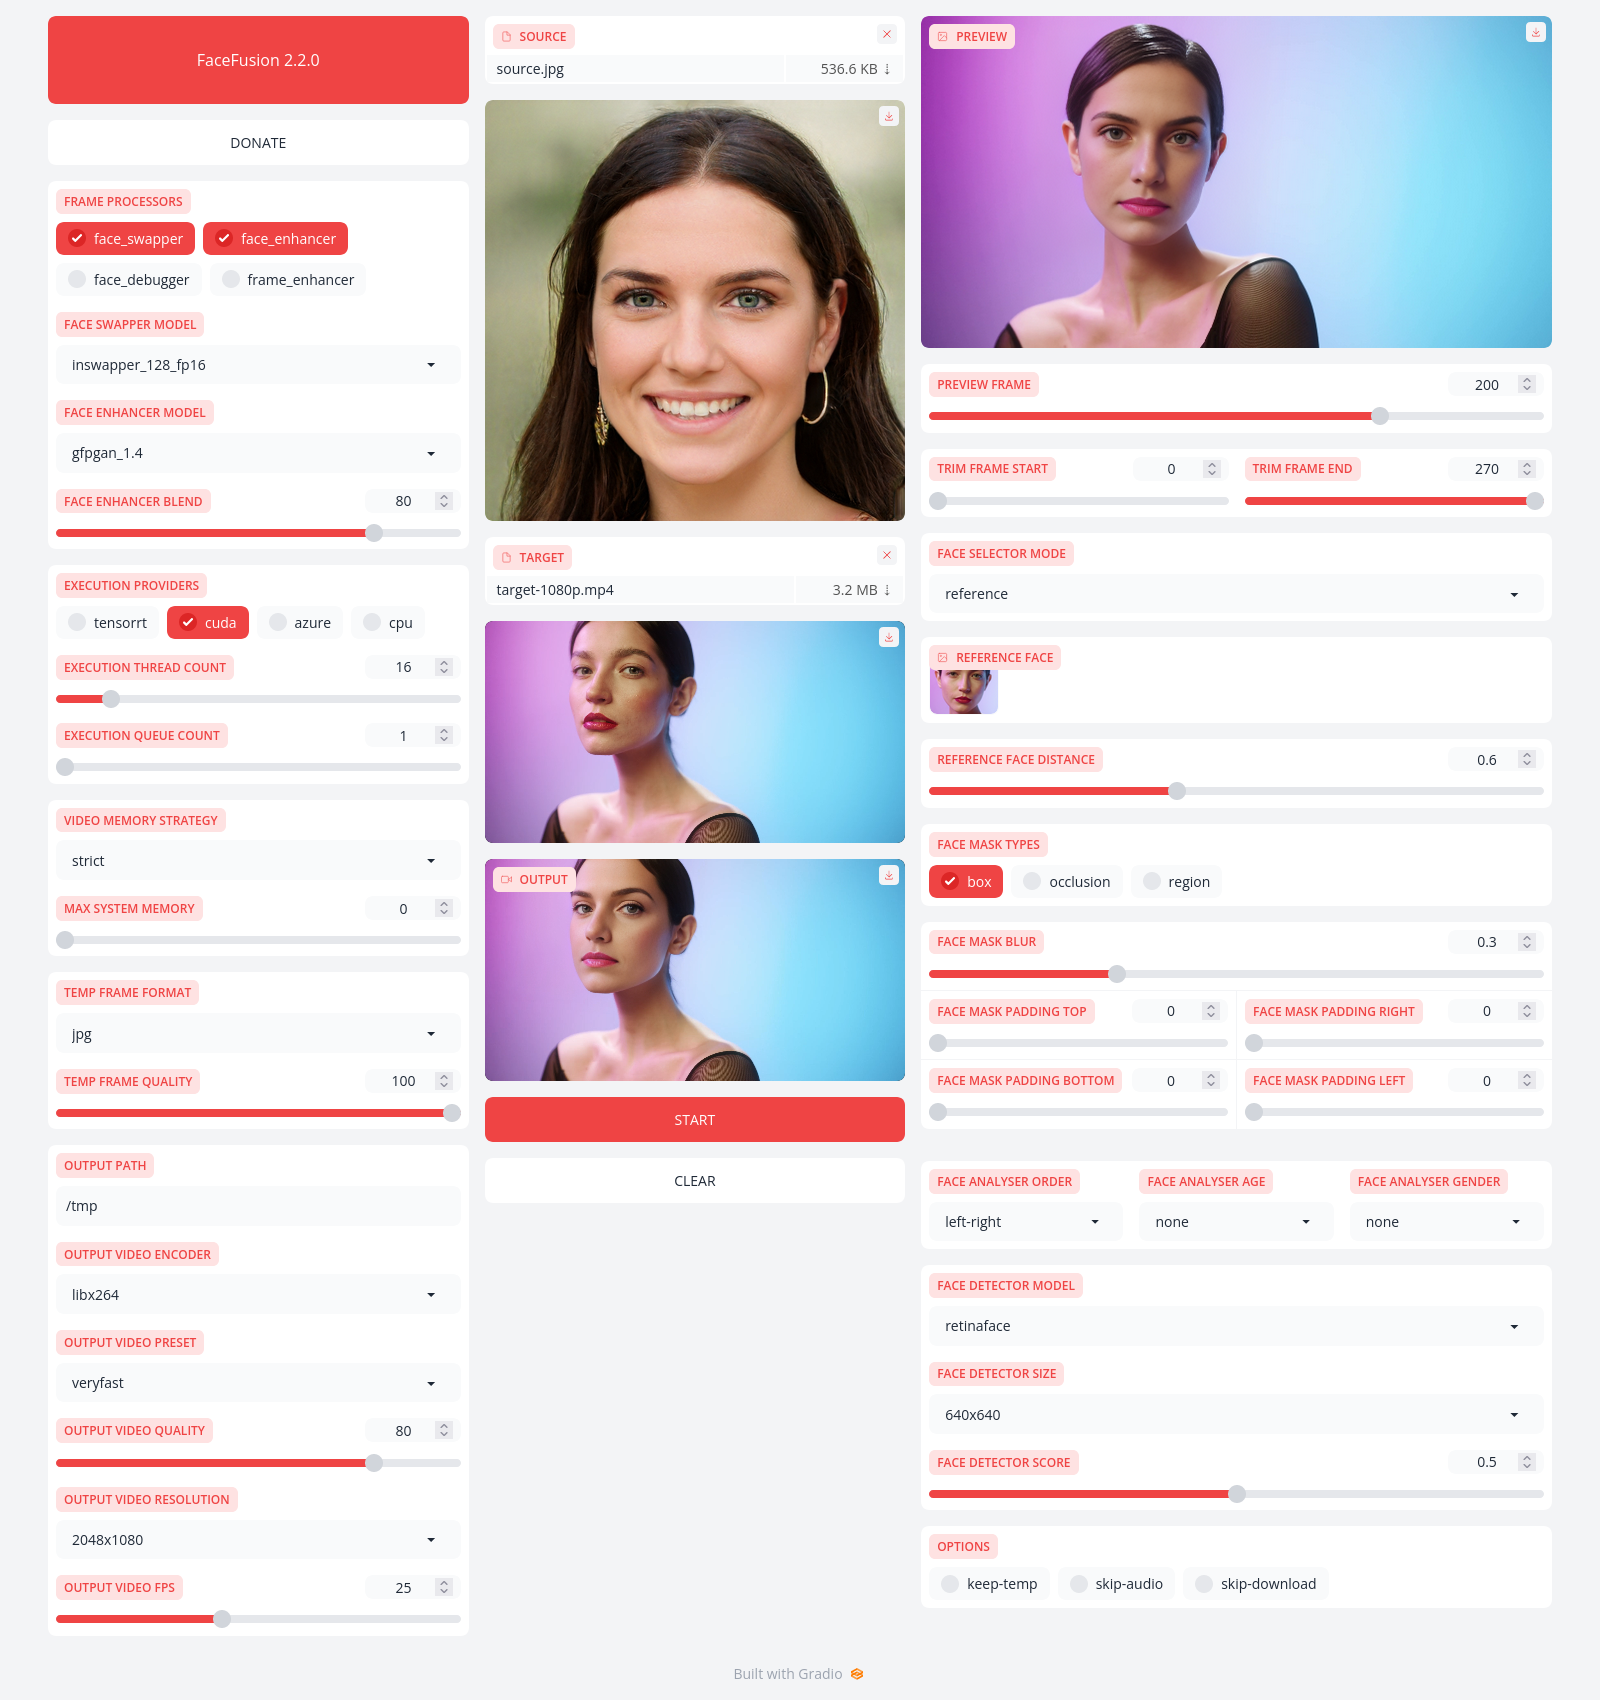 FaceFusion 2.2.0
DONATE
FRAME PROCESSORS
face_swapper face_enhancer
face_debugger frame_enhancer
FACE SWAPPER MODEL
inswapper_128_fp16
FACE ENHANCER MODEL
gfpgan_1.4
FACE ENHANCER BLEND 80
EXECUTION PROVIDERS
tensorrt cuda azure cpu
EXECUTION THREAD COUNT 16
EXECUTION QUEUE COUNT 1
VIDEO MEMORY STRATEGY
strict
MAX SYSTEM MEMORY 0
TEMP FRAME FORMAT
jpg
TEMP FRAME QUALITY 100
OUTPUT PATH
/tmp
OUTPUT VIDEO ENCODER
libx264
OUTPUT VIDEO PRESET
veryfast
OUTPUT VIDEO QUALITY 80
OUTPUT VIDEO RESOLUTION
2048x1080
OUTPUT VIDEO FPS 25
SOURCE
source.jpg 536.6 KB ↓
TARGET
target-1080p.mp4 3.2 MB ↓
OUTPUT
START
CLEAR
PREVIEW
PREVIEW FRAME 200
TRIM FRAME START 0 TRIM FRAME END 270
FACE SELECTOR MODE
reference
REFERENCE FACE
REFERENCE FACE DISTANCE 0.6
FACE MASK TYPES
box occlusion region
FACE MASK BLUR 0.3
FACE MASK PADDING TOP 0 FACE MASK PADDING RIGHT 0
FACE MASK PADDING BOTTOM 0 FACE MASK PADDING LEFT 0
FACE ANALYSER ORDER FACE ANALYSER AGE FACE ANALYSER GENDER
left-right none none
FACE DETECTOR MODEL
retinaface
FACE DETECTOR SIZE
640x640
FACE DETECTOR SCORE 0.5
OPTIONS
keep-temp skip-audio skip-download
Built with Gradio